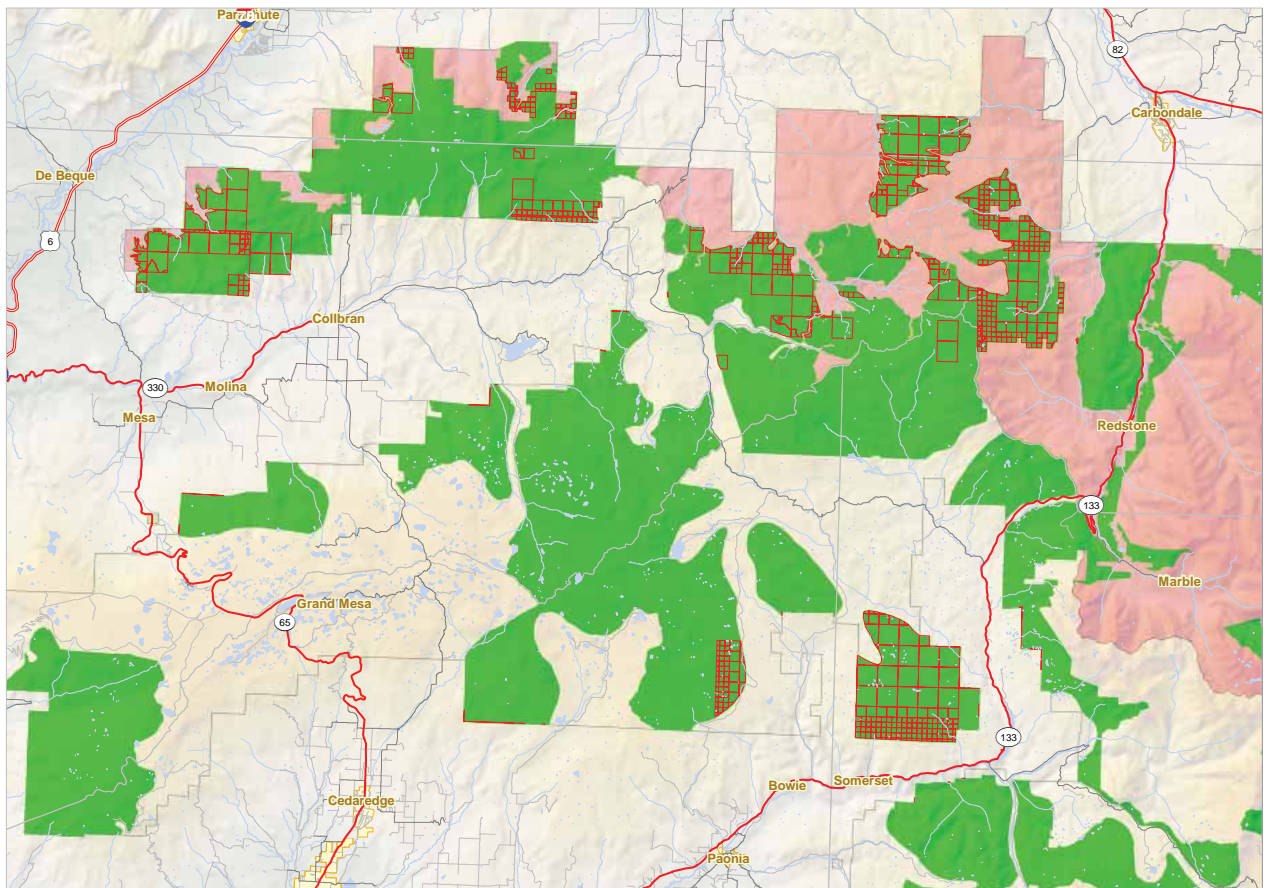 Parachute
82
Carbondale
De Beque
6
Collbran
330
Molina
Mesa
Redstone
133
Marble
Grand Mesa
65
133
Somerset
Bowie
Cedaredge
Paonia